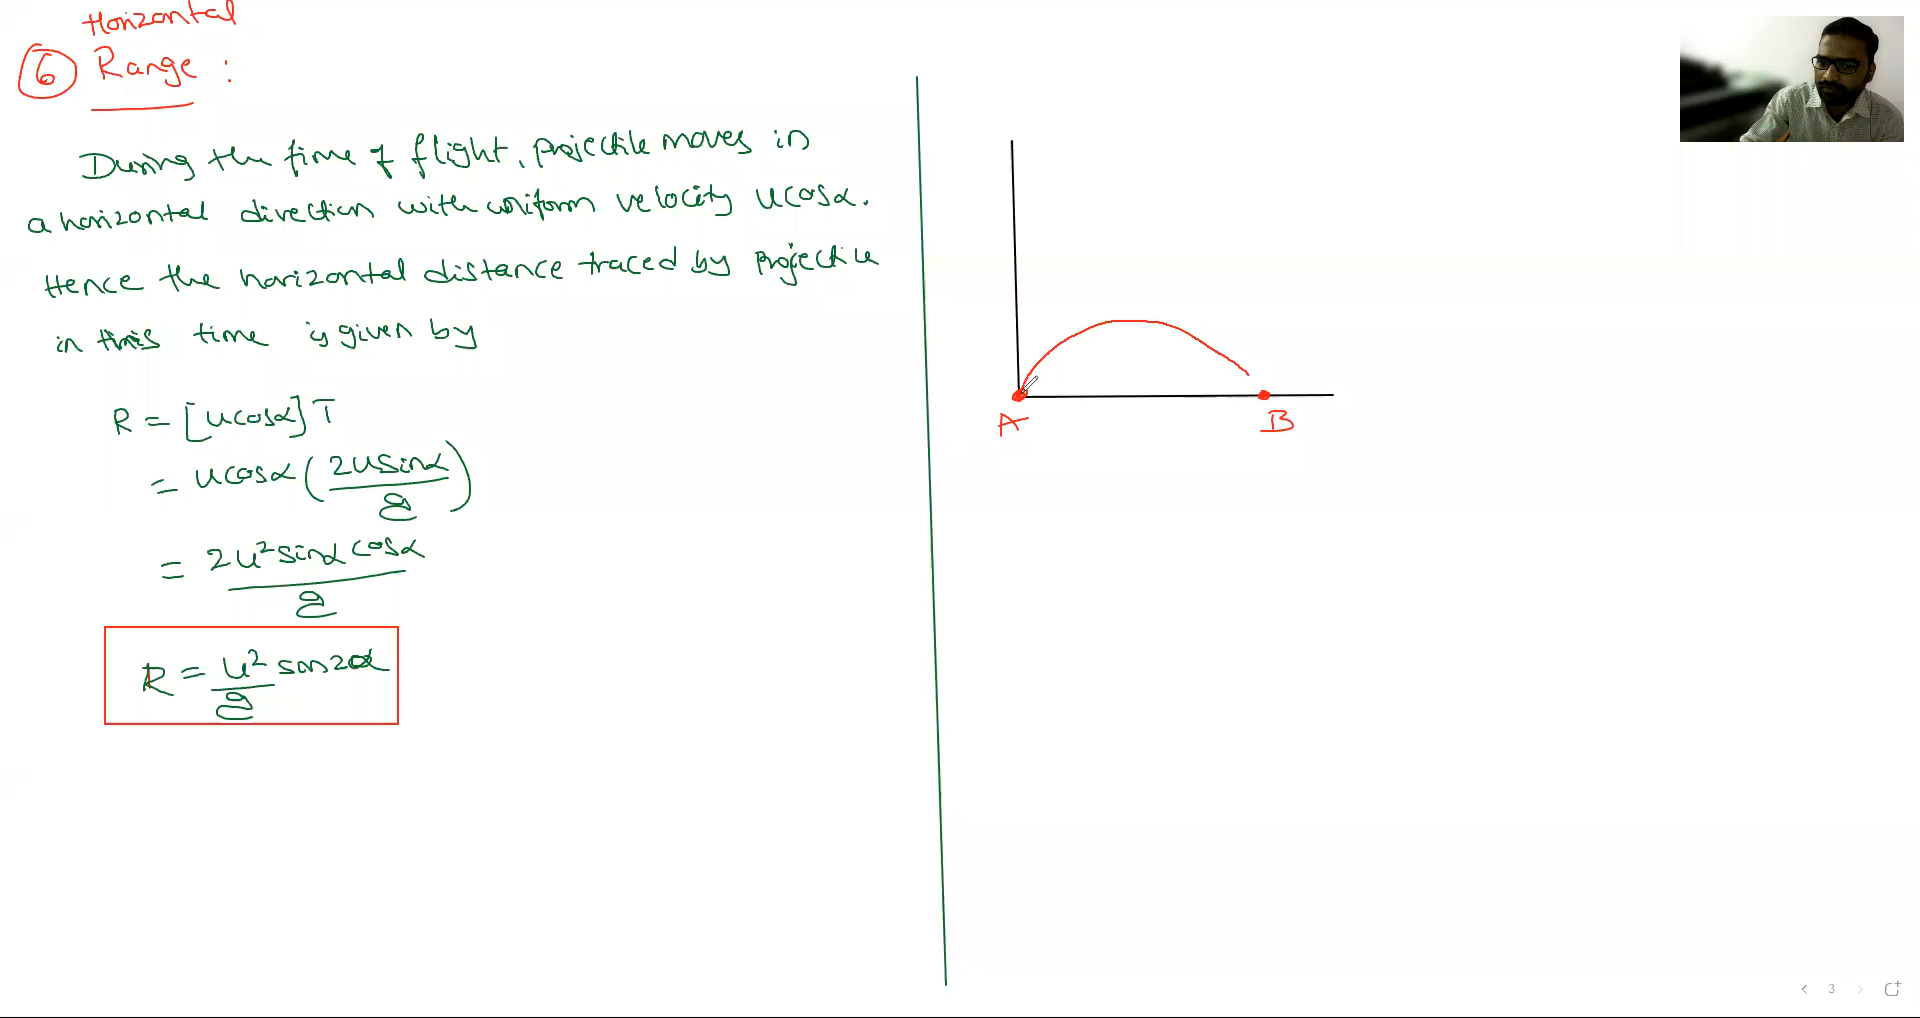 Horizontal
6 Range :
During the time of flight, projectile moves in
a horizontal direction with uniform velocity ucosα.
Hence the horizontal distance traced by projectile
in this time is given by
R = [ucosα] T
= ucosα (2usinα/g)
= 2u²sinα cosα/g
R = u²/g sin2α
A
B
3